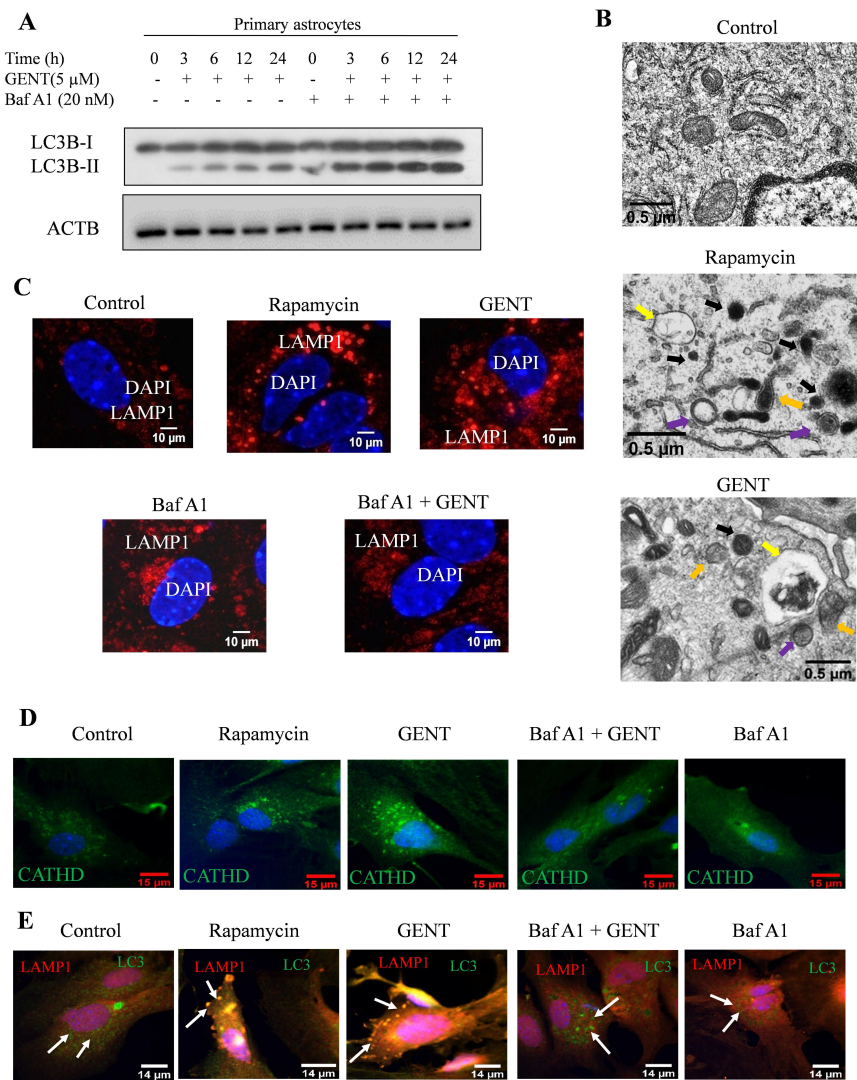 A
Primary astrocytes
Time (h) 0 3 6 12 24 0 3 6 12 24
GENT(5 µM) - + + + + - + + + +
Baf A1 (20 nM) - - - - - + + + + +
LC3B-I
LC3B-II
ACTB
B
Control
0.5 µm
Rapamycin
0.5 µm
GENT
0.5 µm
C
Control Rapamycin GENT
DAPI
LAMP1
10 µm
LAMP1
DAPI
10 µm
DAPI
LAMP1
10 µm
Baf A1 Baf A1 + GENT
LAMP1
DAPI
10 µm
LAMP1
DAPI
10 µm
D
Control Rapamycin GENT Baf A1 + GENT Baf A1
CATHD 15 µm CATHD 15 µm CATHD 15 µm CATHD 15 µm CATHD 15 µm
E
Control Rapamycin GENT Baf A1 + GENT Baf A1
LAMP1 LC3 LAMP1 LC3 LAMP1 LC3 LAMP1 LC3 LAMP1 LC3
14 µm 14 µm 14 µm 14 µm 14 µm